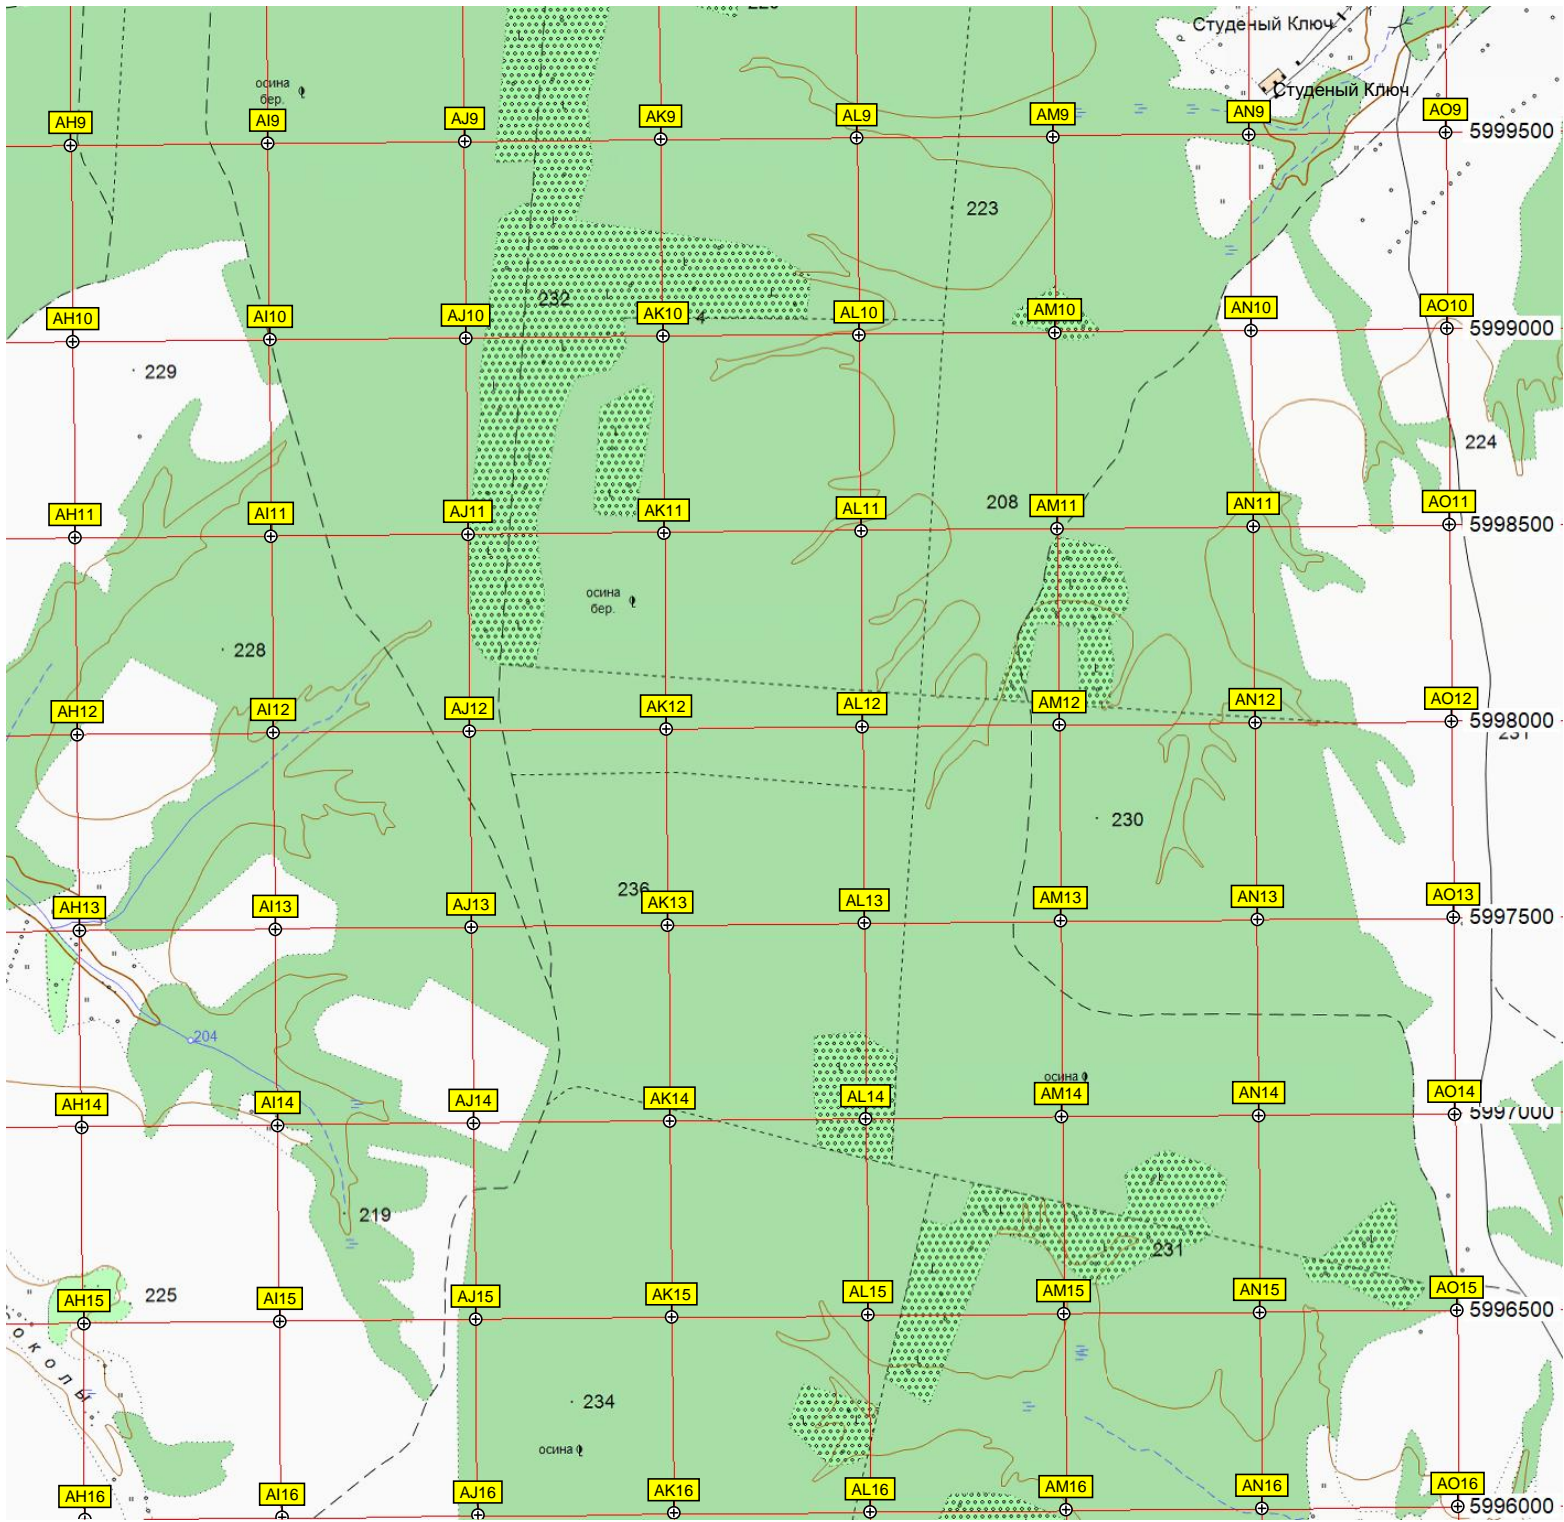 Студеный Ключ
осина
бер.
Студеный Ключ
AH9 AI9 AJ9 AK9 AL9 AM9 AN9 AO9 5999500
223
232
AH10 AI10 AJ10 AK10 4 AL10 AM10 AN10 AO10 5999000
229
224
208
AH11 AI11 AJ11 AK11 AL11 AM11 AN11 AO11 5998500
осина
бер.
228
AH12 AI12 AJ12 AK12 AL12 AM12 AN12 AO12 5998000
231
230
236
AH13 AI13 AJ13 AK13 AL13 AM13 AN13 AO13 5997500
204
осина
AH14 AI14 AJ14 AK14 AL14 AM14 AN14 AO14 5997000
219
231
225
AH15 AI15 AJ15 AK15 AL15 AM15 AN15 AO15 5996500
околы
234
осина
AH16 AI16 AJ16 AK16 AL16 AM16 AN16 AO16 5996000